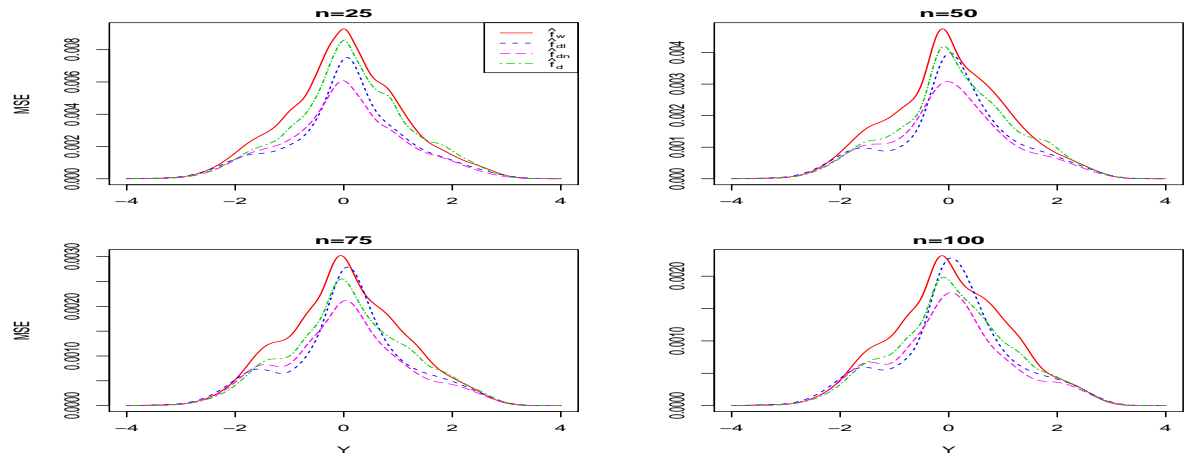 n=25
MSE
0.000 0.002 0.004 0.006 0.008
−4 −2 0 2 4
f̂w
f̂dl
f̂dn
f̂d
n=50
0.000 0.001 0.002 0.003 0.004
−4 −2 0 2 4
n=75
MSE
0.0000 0.0010 0.0020 0.0030
−4 −2 0 2 4
Y
n=100
0.0000 0.0010 0.0020
−4 −2 0 2 4
Y